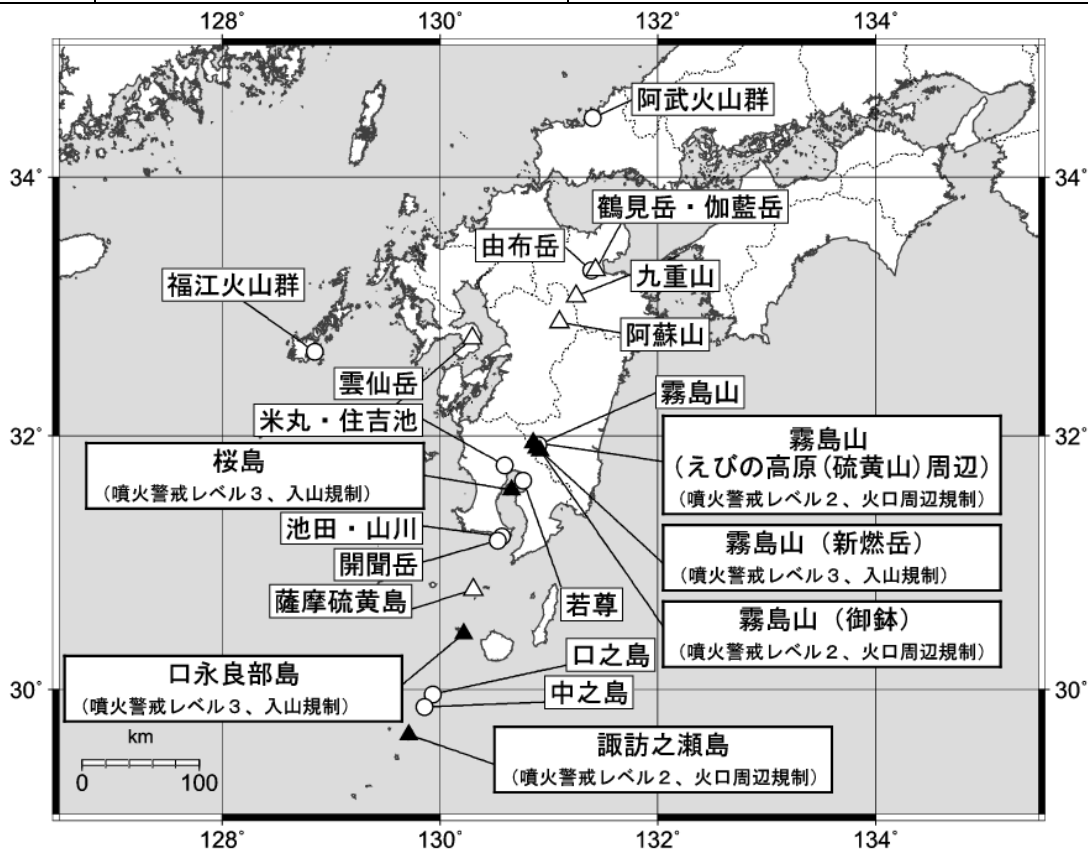 128°
130°
132°
134°
阿武火山群
34°
34°
鶴見岳・伽藍岳
由布岳
九重山
福江火山群
阿蘇山
雲仙岳
霧島山
米丸・住吉池
32°
32°
桜島
(噴火警戒レベル3、入山規制)
霧島山
(えびの高原(硫黄山)周辺)
(噴火警戒レベル2、火口周辺規制)
池田・山川
霧島山(新燃岳)
(噴火警戒レベル3、入山規制)
開聞岳
薩摩硫黄島
若尊
霧島山(御鉢)
(噴火警戒レベル2、火口周辺規制)
口之島
口永良部島
(噴火警戒レベル3、入山規制)
30°
30°
中之島
諏訪之瀬島
(噴火警戒レベル2、火口周辺規制)
km
0
100
128°
130°
132°
134°